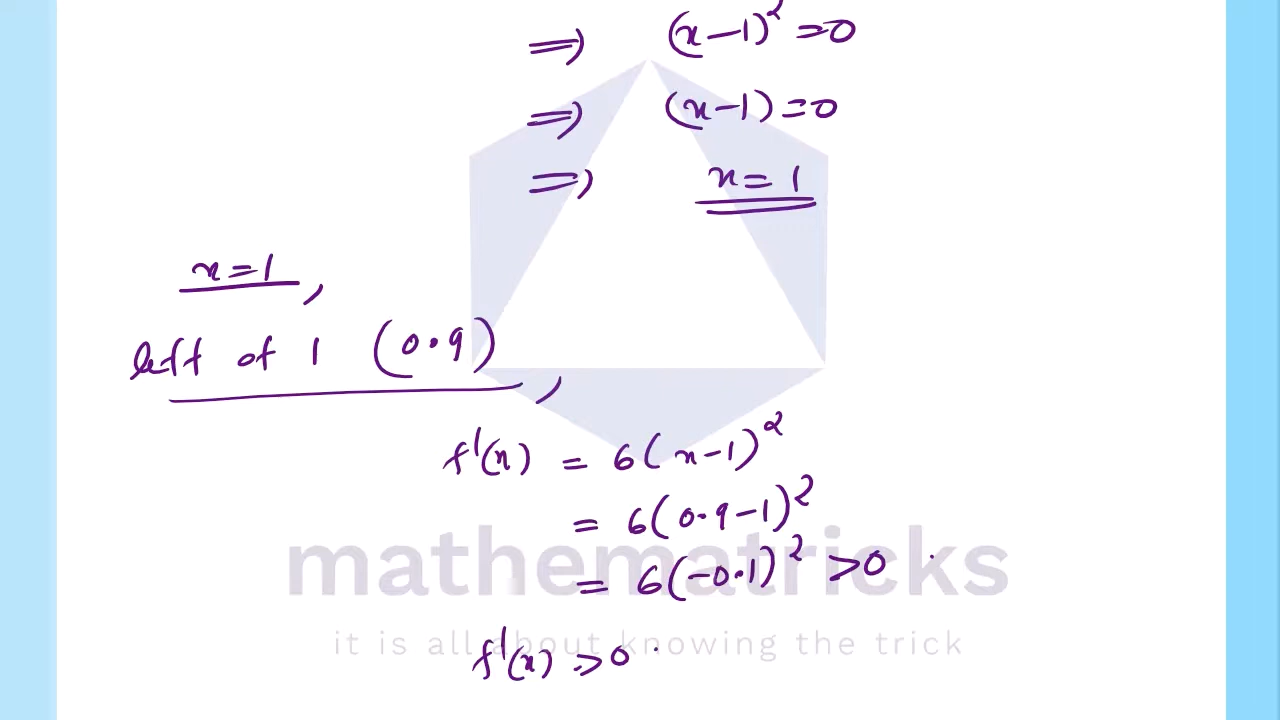 ⇒ (x−1)² = 0
⇒ (x−1) = 0
⇒ x = 1
x = 1 ,
left of 1 (0.9) ,
f'(x) = 6(x−1)²
= 6(0.9−1)²
mathematricks
= 6(−0.1)² > 0
it is all about knowing the trick
f'(x) > 0